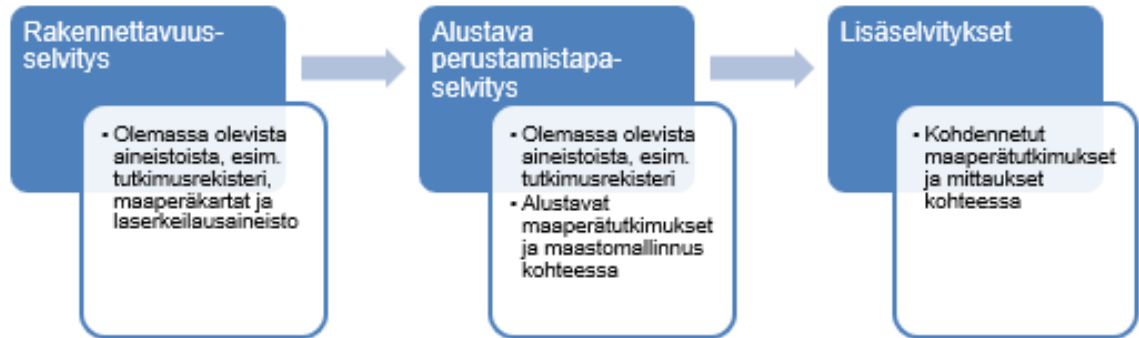 Rakennettavuus-
selvitys
• Olemassa olevista
aineistoista, esim.
tutkimusrekisteri,
maaperäkartat ja
laserkeilausaineisto
Alustava
perustamistapa-
selvitys
• Olemassa olevista
aineistoista, esim.
tutkimusrekisteri
• Alustavat
maaperätutkimukset
ja maastomallinnus
kohteessa
Lisäselvitykset
• Kohdennetut
maaperätutkimukset
ja mittaukset
kohteessa